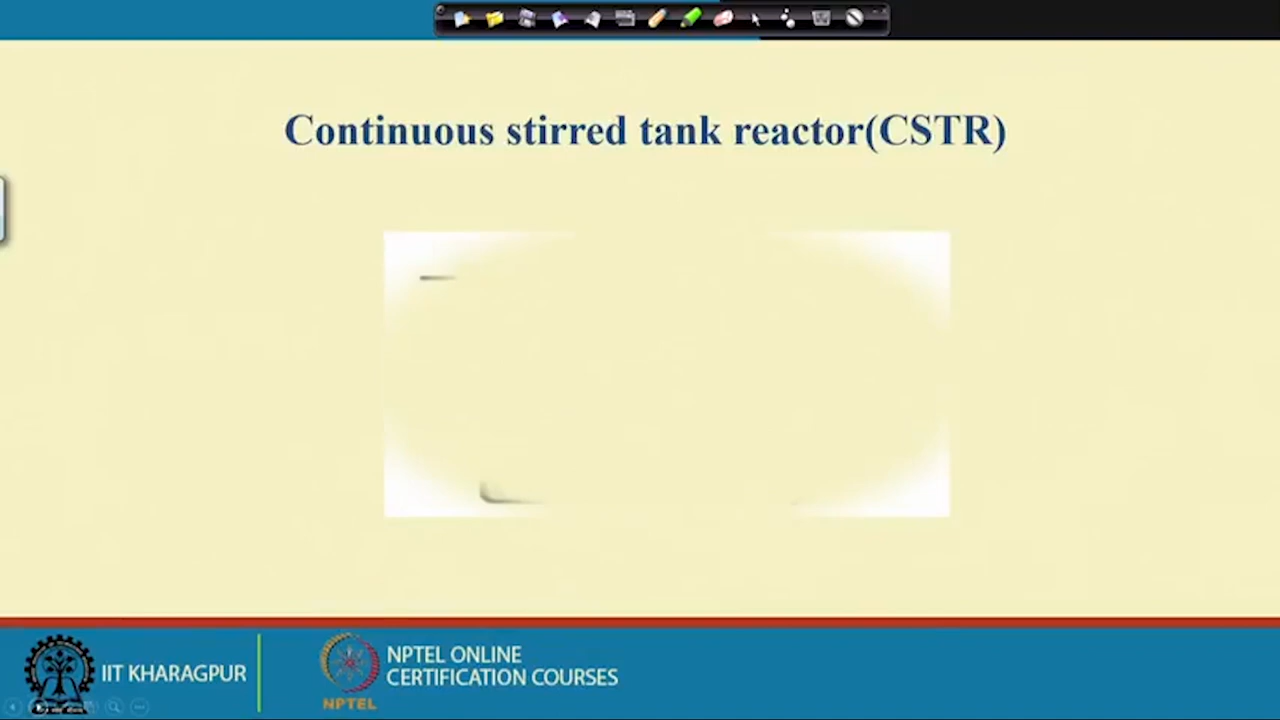 Continuous stirred tank reactor(CSTR)
IIT KHARAGPUR
NPTEL ONLINE
CERTIFICATION COURSES
NPTEL